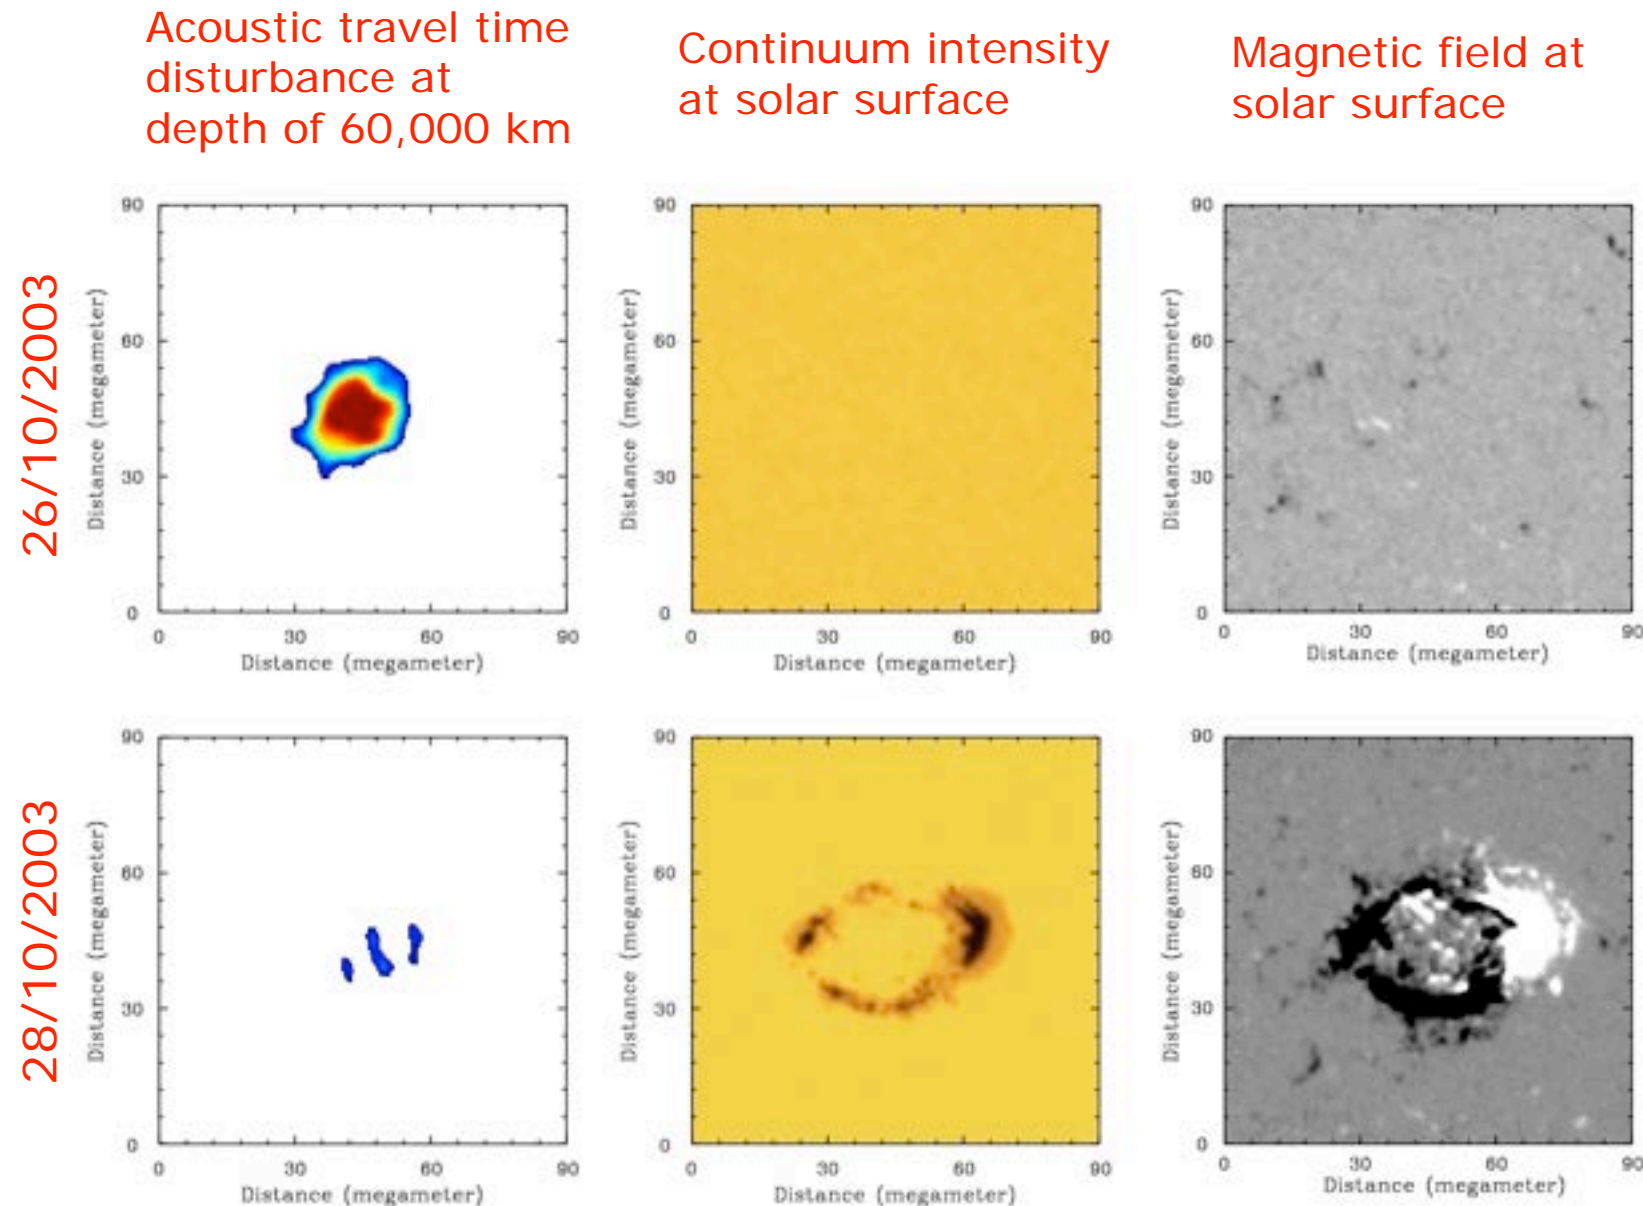 Acoustic travel time
disturbance at
depth of 60,000 km
Continuum intensity
at solar surface
Magnetic field at
solar surface
26/10/2003
90
60
30
0
Distance (megameter)
0 30 60 90
Distance (megameter)
90
60
30
0
Distance (megameter)
0 30 60 90
Distance (megameter)
90
60
30
0
Distance (megameter)
0 30 60 90
Distance (megameter)
28/10/2003
90
60
30
0
Distance (megameter)
0 30 60 90
Distance (megameter)
90
60
30
0
Distance (megameter)
0 30 60 90
Distance (megameter)
90
60
30
0
Distance (megameter)
0 30 60 90
Distance (megameter)